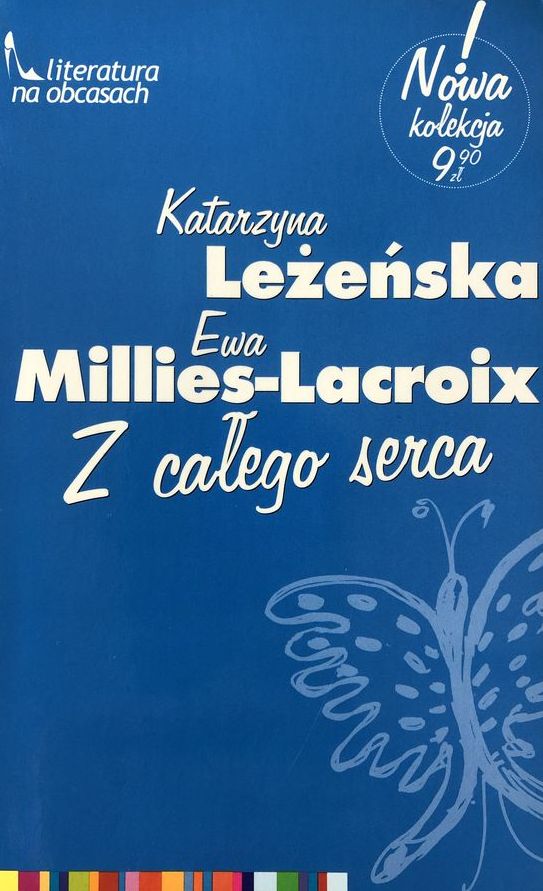 literatura
na obcasach
!
Nowa
kolekcja
9 90 zł
Katarzyna
Leżeńska
Ewa
Millies-Lacroix
Z całego serca